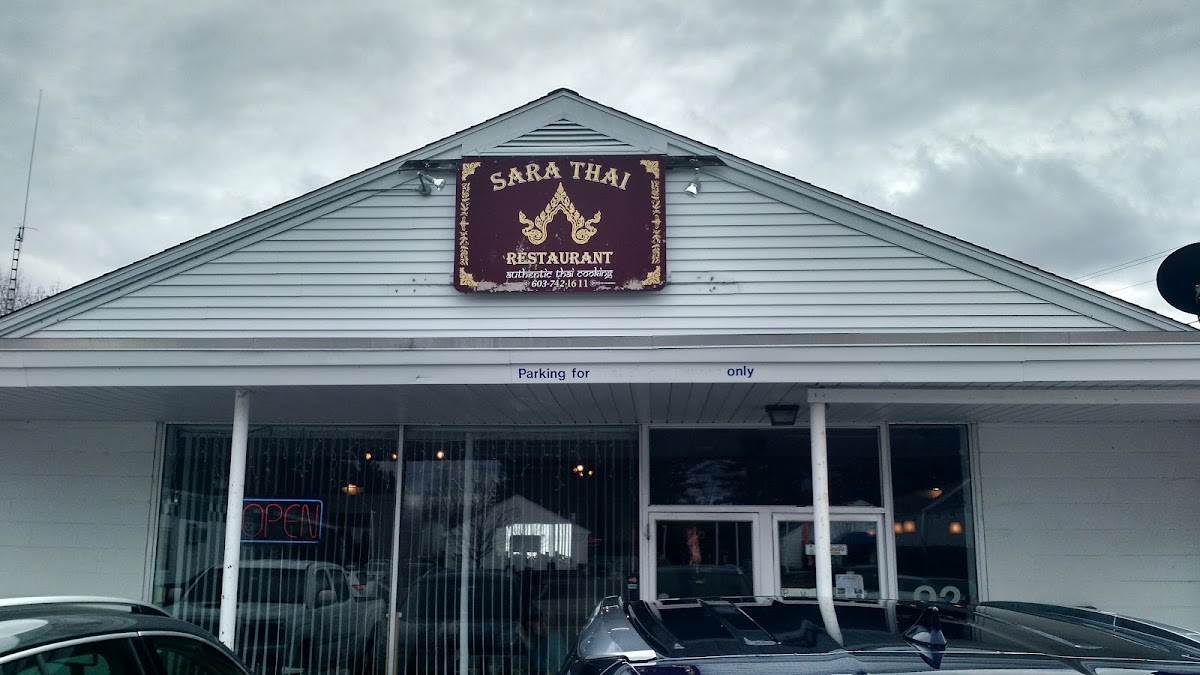 SARA THAI
RESTAURANT
authentic thai cooking
603-742-1611
Parking for only
OPEN